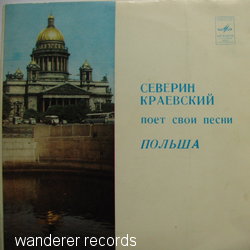 СЕВЕРИН
КРАЕВСКИЙ
поет свои песни
ПОЛЬША
wanderer records